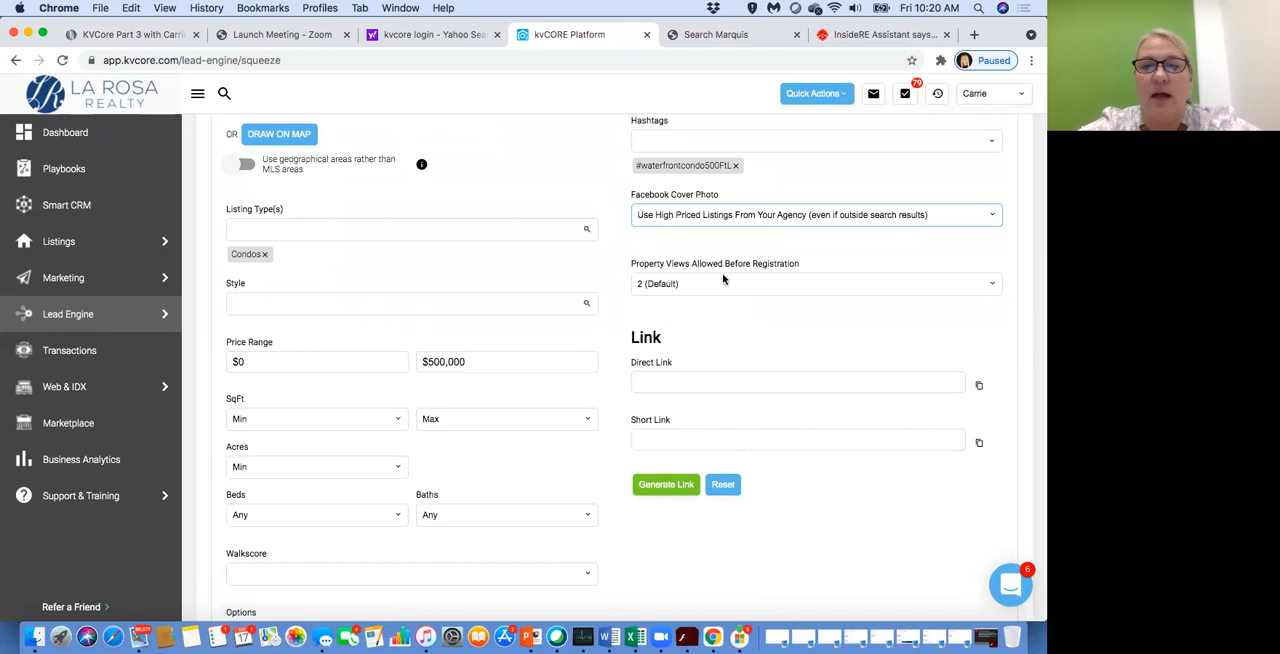 Chrome File Edit View History Bookmarks Profiles Tab Window Help Fri 10:20 AM
KVCore Part 3 with Carri Launch Meeting - Zoom kvcore login - Yahoo Sea kvCORE Platform Search Marquis InsideRE Assistant says...
app.kvcore.com/lead-engine/squeeze Paused
LA ROSA REALTY Quick Actions 79 Carrie
Dashboard
Playbooks
Smart CRM
Listings
Marketing
Lead Engine
Transactions
Web & IDX
Marketplace
Business Analytics
Support & Training
Refer a Friend
OR DRAW ON MAP
Use geographical areas rather than
MLS areas
Listing Type(s)
Condos
Style
Price Range
$0 $500,000
SqFt
Min Max
Acres
Min
Beds Baths
Any Any
Walkscore
Options
Hashtags
#waterfrontcondo500FtL
Facebook Cover Photo
Use High Priced Listings From Your Agency (even if outside search results)
Property Views Allowed Before Registration
2 (Default)
Link
Direct Link
Short Link
Generate Link Reset
6